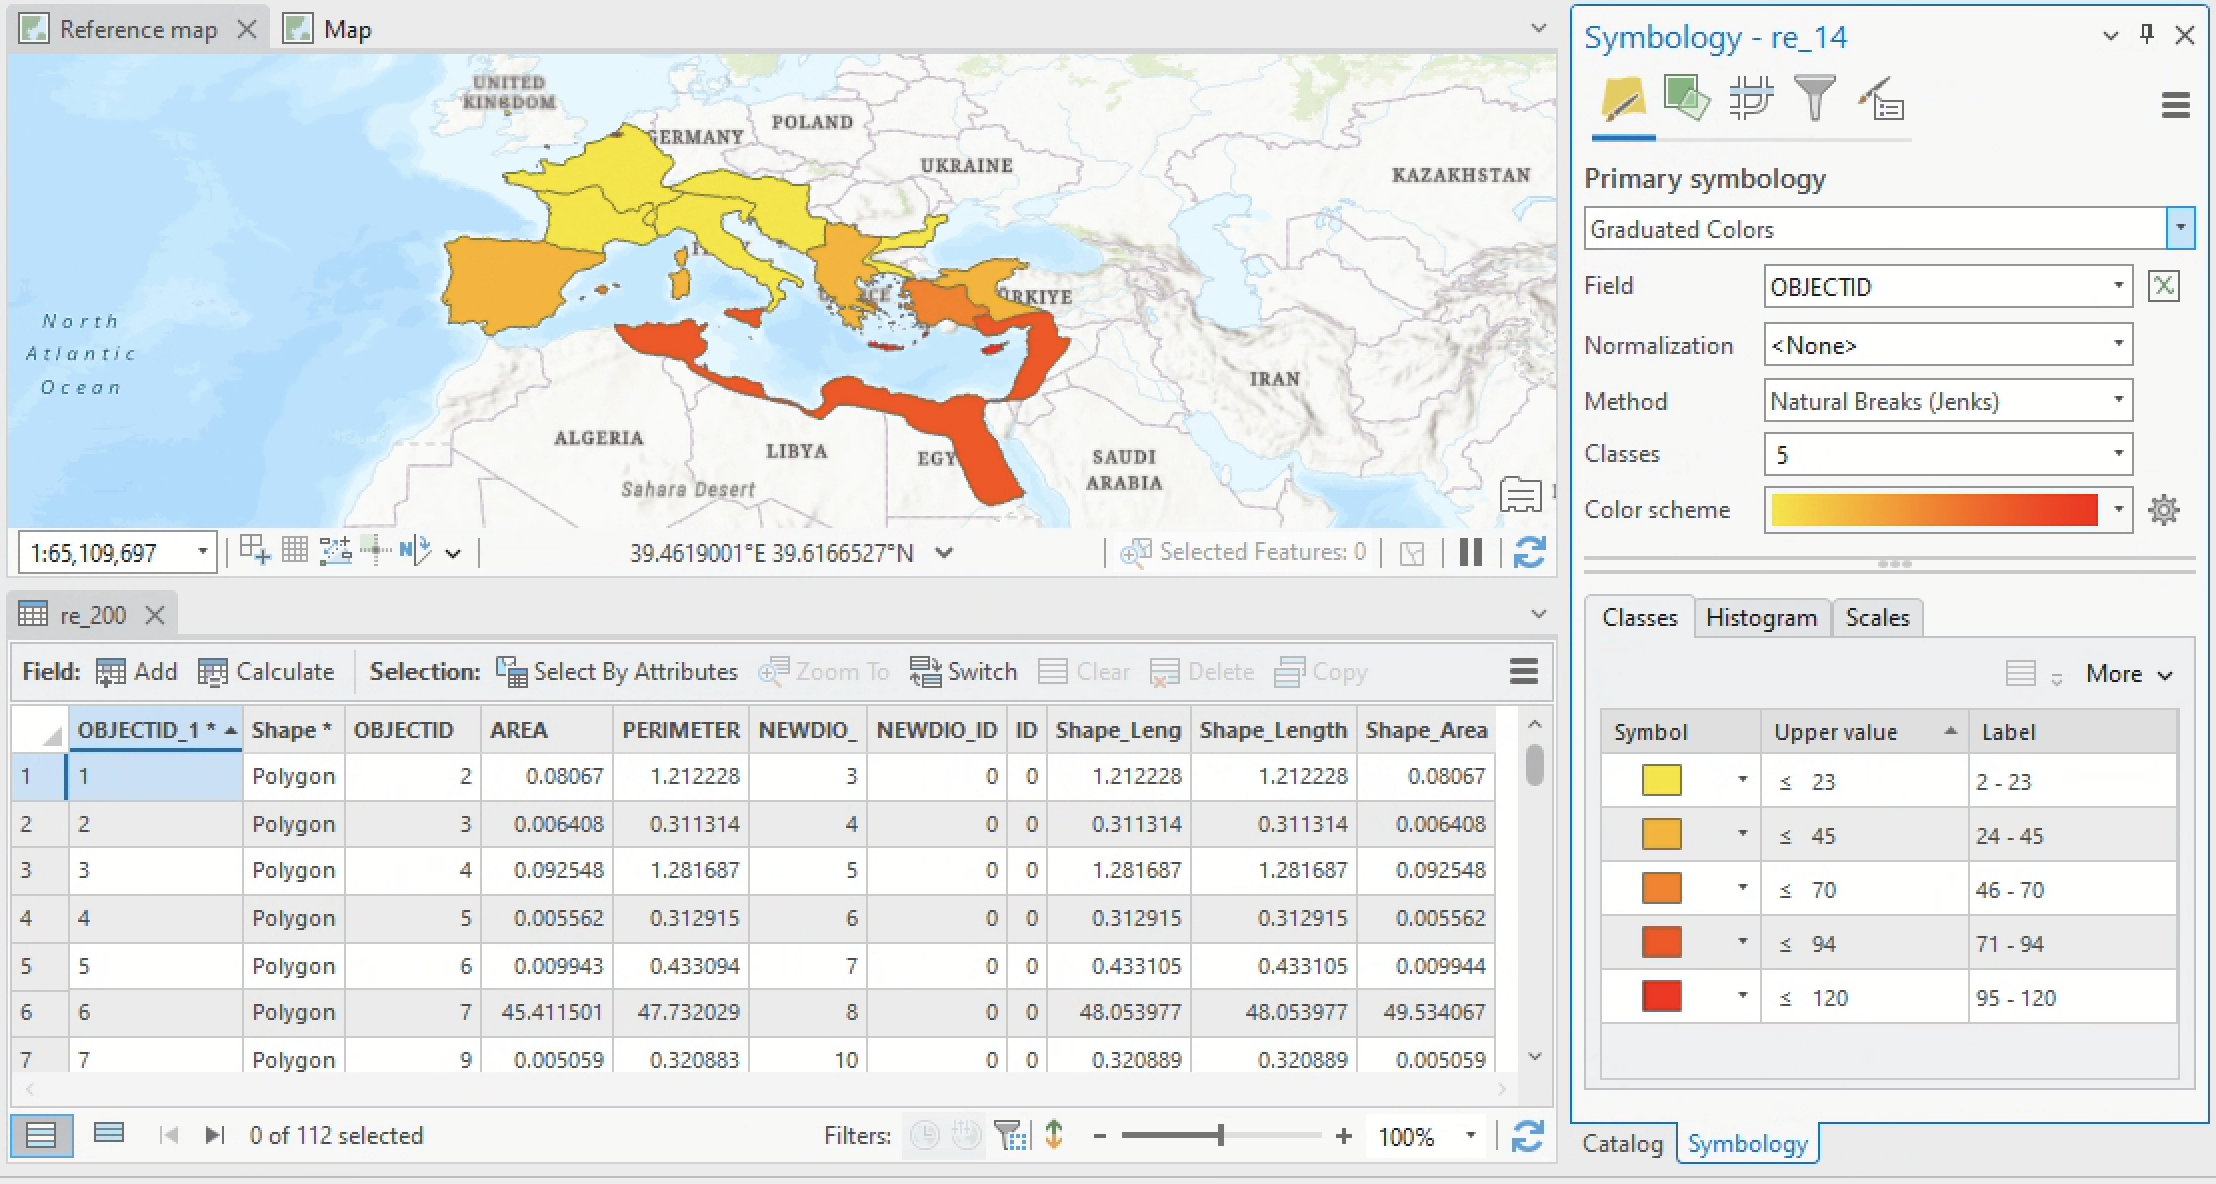 Reference map
Map
UNITED
KINGDOM
GERMANY
POLAND
UKRAINE
KAZAKHSTAN
North
Atlantic
Ocean
IRAN
ALGERIA
LIBYA
EGY
SAUDI
ARABIA
Sahara Desert
1:65,109,697
39.4619001°E 39.6166527°N
Selected Features: 0
re_200
Field: Add Calculate Selection: Select By Attributes Zoom To Switch Clear Delete Copy
OBJECTID_1 * Shape * OBJECTID AREA PERIMETER NEWDIO_ NEWDIO_ID ID Shape_Leng Shape_Length Shape_Area
1 1 Polygon 2 0.08067 1.212228 3 0 0 1.212228 1.212228 0.08067
2 2 Polygon 3 0.006408 0.311314 4 0 0 0.311314 0.311314 0.006408
3 3 Polygon 4 0.092548 1.281687 5 0 0 1.281687 1.281687 0.092548
4 4 Polygon 5 0.005562 0.312915 6 0 0 0.312915 0.312915 0.005562
5 5 Polygon 6 0.009943 0.433094 7 0 0 0.433105 0.433105 0.009944
6 6 Polygon 7 45.411501 47.732029 8 0 0 48.053977 48.053977 49.534067
7 7 Polygon 9 0.005059 0.320883 10 0 0 0.320889 0.320889 0.005059
0 of 112 selected
Filters:
100%
Symbology - re_14
Primary symbology
Graduated Colors
Field OBJECTID
Normalization <None>
Method Natural Breaks (Jenks)
Classes 5
Color scheme
Classes Histogram Scales
More
Symbol Upper value Label
≤ 23 2 - 23
≤ 45 24 - 45
≤ 70 46 - 70
≤ 94 71 - 94
≤ 120 95 - 120
Catalog Symbology